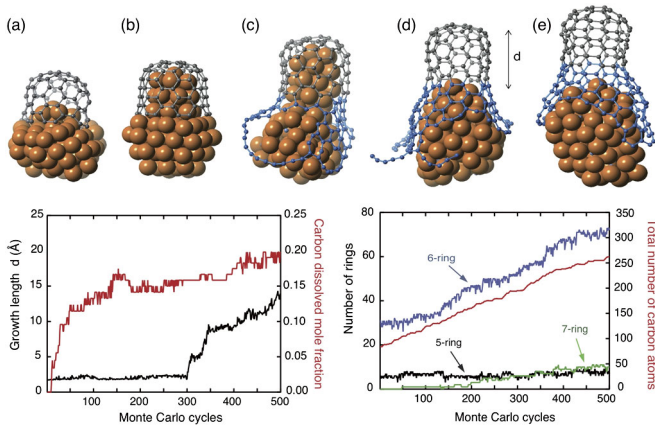 (a)
(b)
(c)
(d)
(e)
d
25
20
15
10
5
0
Growth length d (Å)
0.25
0.20
0.15
0.10
0.05
0.00
Carbon dissolved mole fraction
100 200 300 400 500
Monte Carlo cycles
80
60
40
20
0
Number of rings
6-ring
5-ring
7-ring
350
300
250
200
150
100
50
0
Total number of carbon atoms
100 200 300 400 500
Monte Carlo cycles